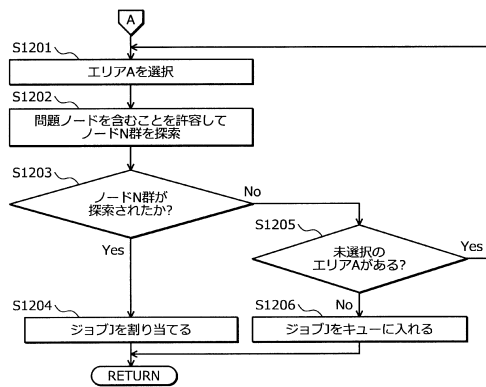 A
S1201
エリアAを選択
S1202
問題ノードを含むことを許容して
ノードN群を探索
S1203
ノードN群が
探索されたか?
No
Yes
S1205
未選択の
エリアAがある?
Yes
No
S1204
ジョブJを割り当てる
S1206
ジョブJをキューに入れる
RETURN